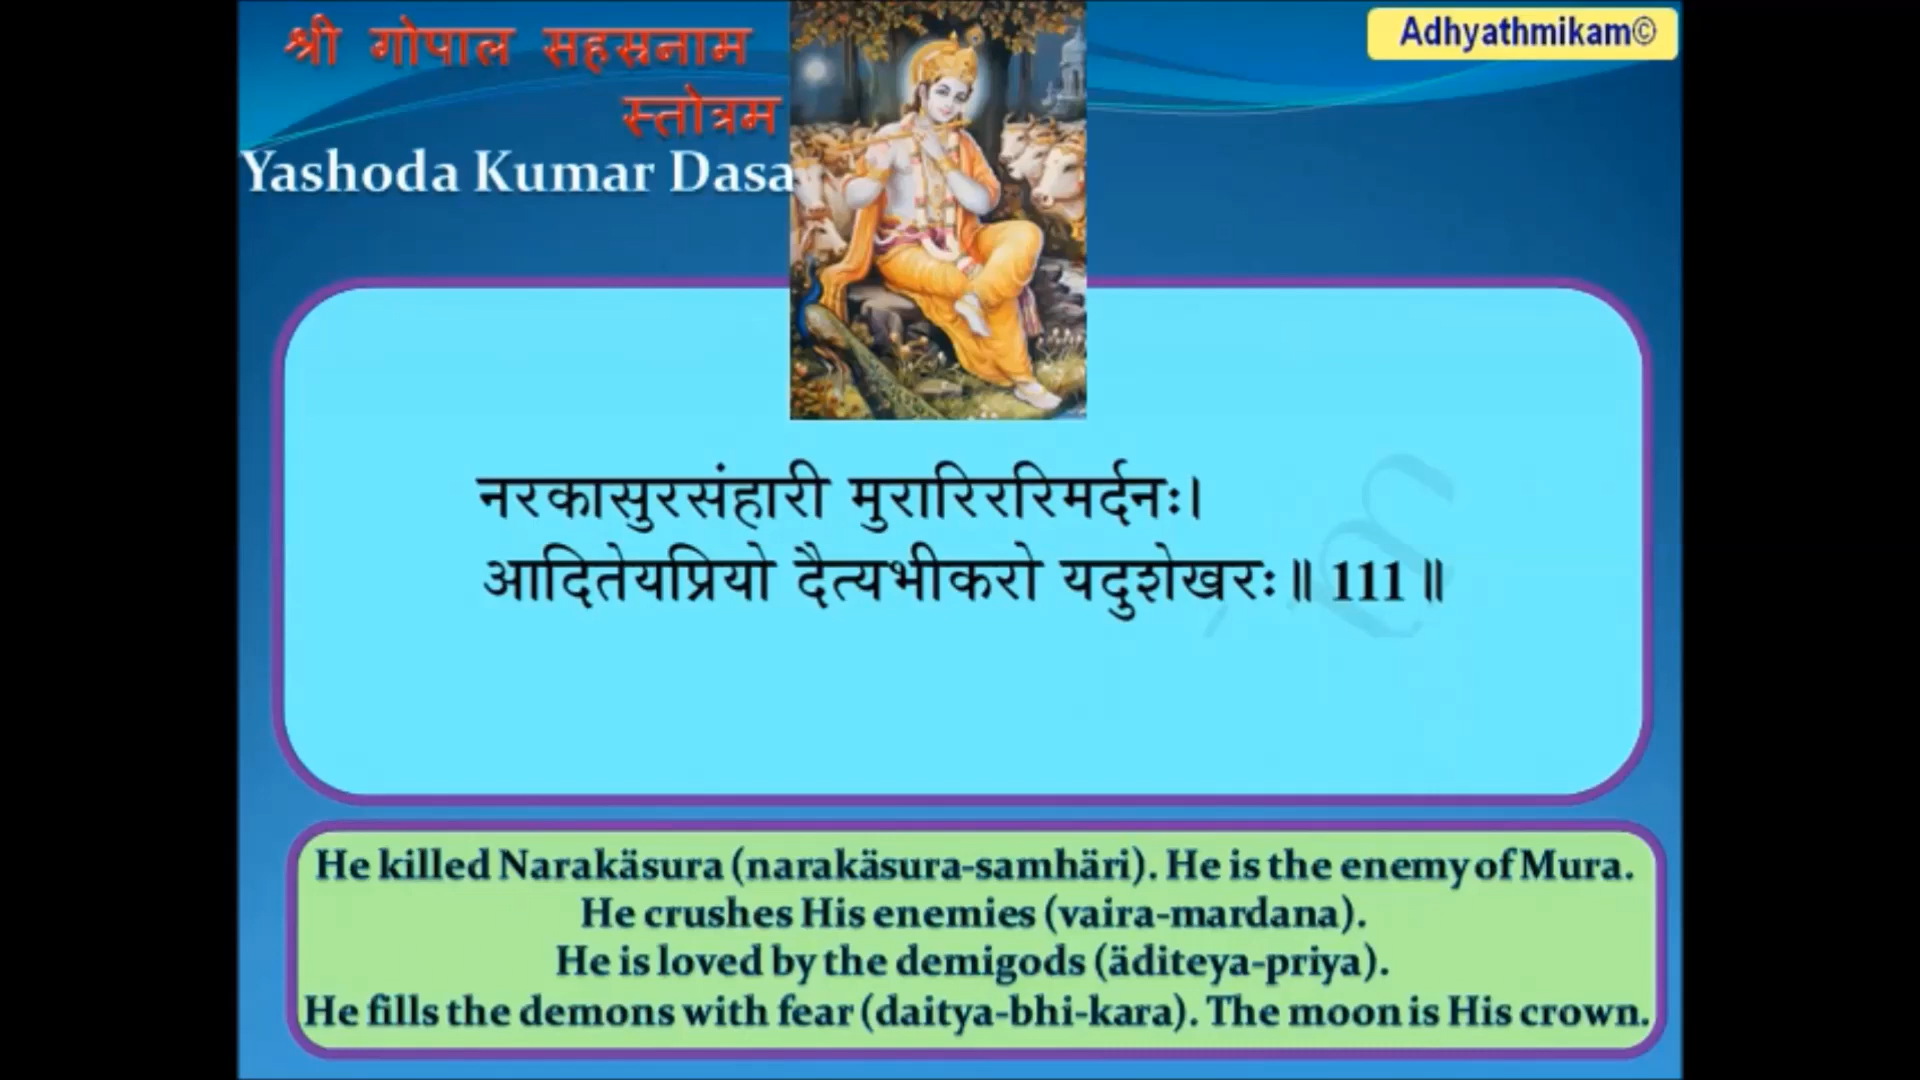 श्री गोपाल सहस्रनाम
स्तोत्रम
Yashoda Kumar Dasa
Adhyathmikam©
नरकासुरसंहारी मुरारिररिमर्दनः।
आदितेयप्रियो दैत्यभीकरो यदुशेखरः॥ 111॥
He killed Narakäsura (narakäsura-samhäri). He is the enemy of Mura.
He crushes His enemies (vaira-mardana).
He is loved by the demigods (äditeya-priya).
He fills the demons with fear (daitya-bhi-kara). The moon is His crown.